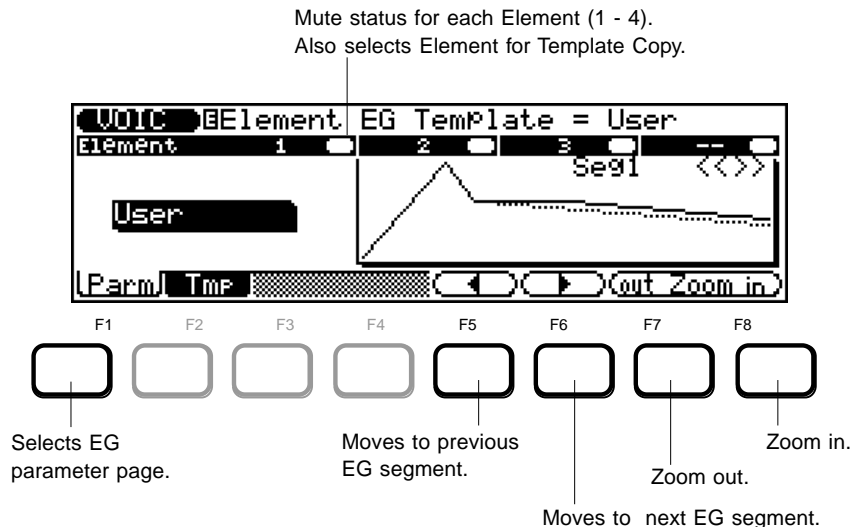 Mute status for each Element (1 - 4).
Also selects Element for Template Copy.
VOIC EElement EG Template = User
Element 1 2 3 --
Seg1 <<>>
User
Parm Tmp out Zoom in
F1 F2 F3 F4 F5 F6 F7 F8
Selects EG
parameter page.
Moves to previous
EG segment.
Zoom in.
Zoom out.
Moves to next EG segment.